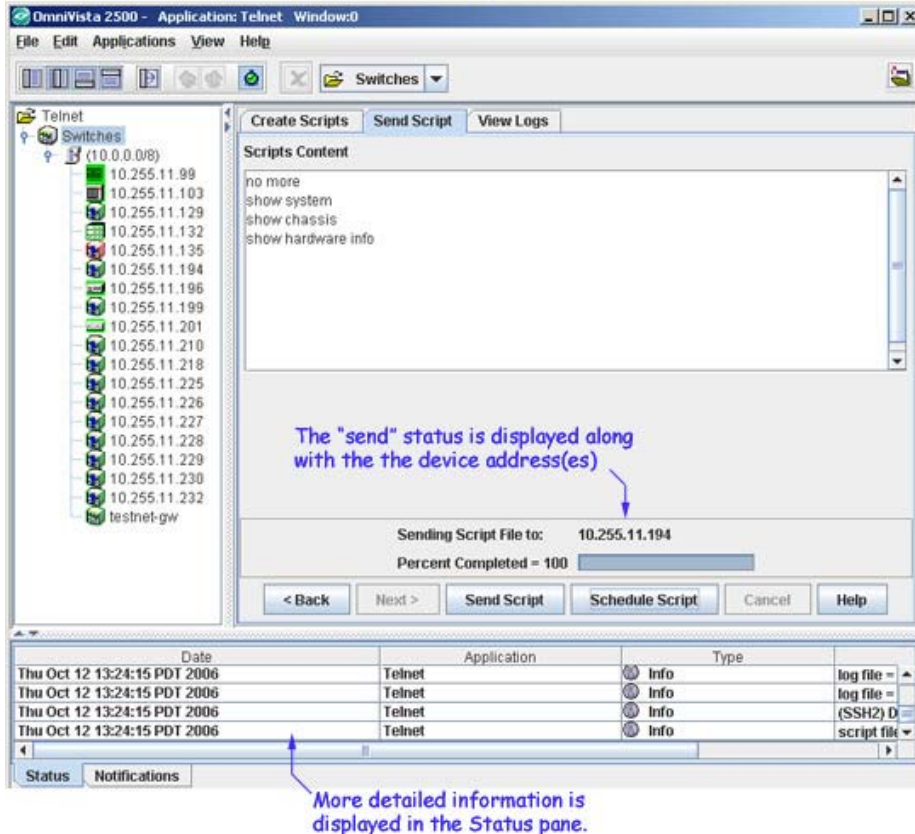 OmniVista 2500 - Application: Telnet Window:0
File Edit Applications View Help
Switches
Telnet
Switches
(10.0.0.0/8)
10.255.11.99
10.255.11.103
10.255.11.129
10.255.11.132
10.255.11.135
10.255.11.194
10.255.11.196
10.255.11.199
10.255.11.201
10.255.11.210
10.255.11.218
10.255.11.225
10.255.11.226
10.255.11.227
10.255.11.228
10.255.11.229
10.255.11.230
10.255.11.232
testnet-gw
Create Scripts Send Script View Logs
Scripts Content
no more
show system
show chassis
show hardware info
The "send" status is displayed along
with the the device address(es)
Sending Script File to: 10.255.11.194
Percent Completed = 100
< Back Next > Send Script Schedule Script Cancel Help
Date Application Type
Thu Oct 12 13:24:15 PDT 2006 Telnet Info log file =
Thu Oct 12 13:24:15 PDT 2006 Telnet Info log file =
Thu Oct 12 13:24:15 PDT 2006 Telnet Info (SSH2) D
Thu Oct 12 13:24:15 PDT 2006 Telnet Info script file
Status Notifications
More detailed information is
displayed in the Status pane.